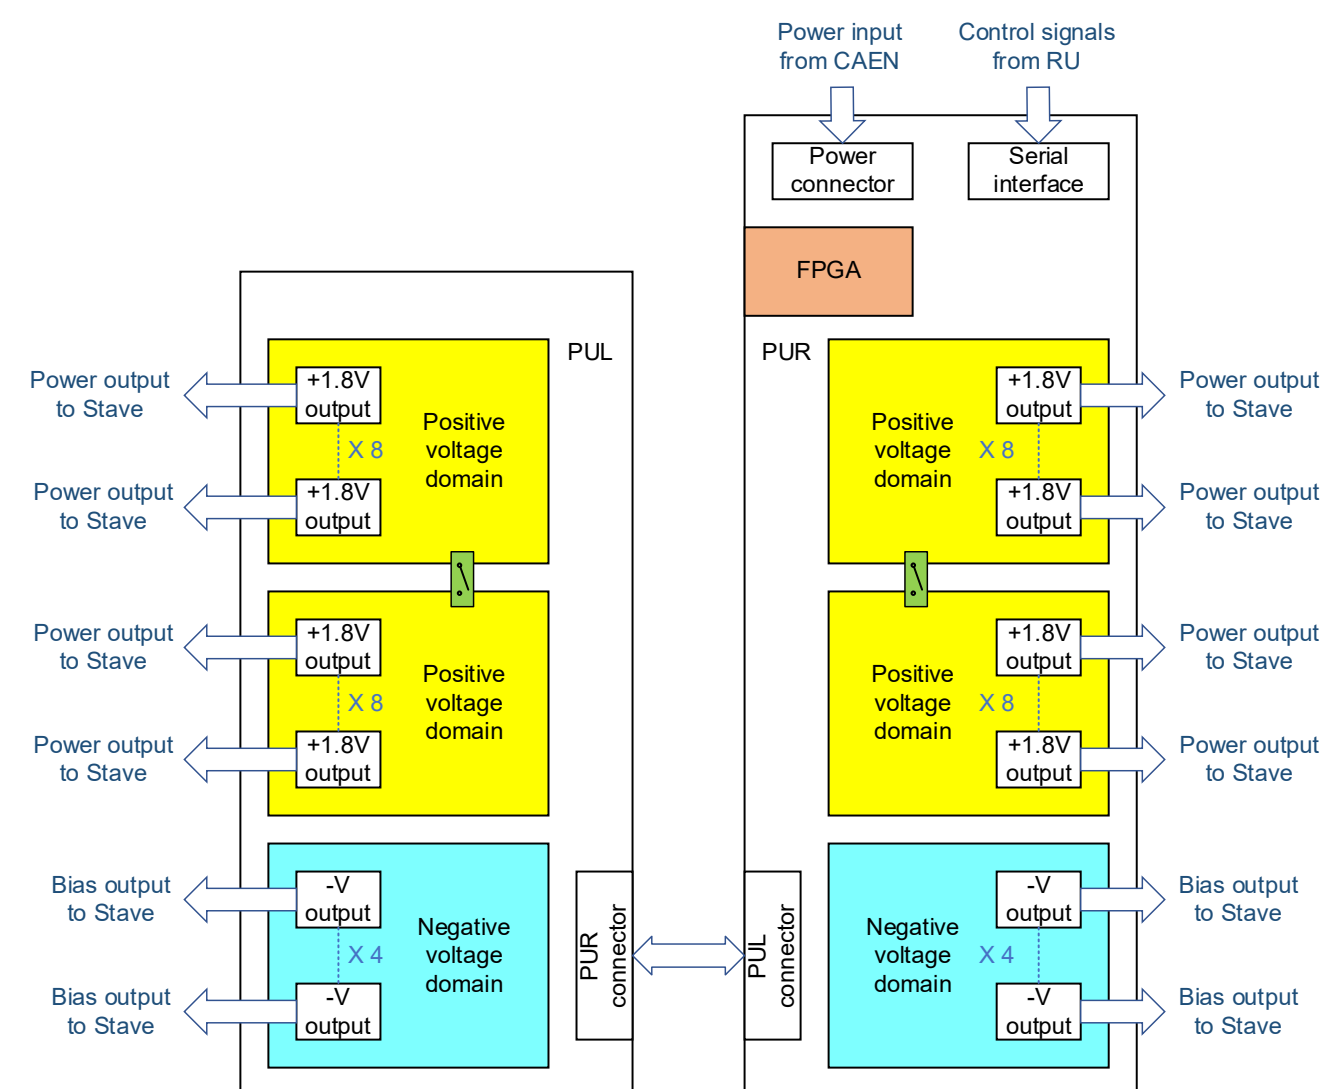 Power input
from CAEN
Control signals
from RU
Power
connector
Serial
interface
FPGA
PUL
PUR
Power output
to Stave
+1.8V
output
X 8
Positive
voltage
domain
Power output
to Stave
+1.8V
output
+1.8V
output
Power output
to Stave
Positive
voltage
domain
X 8
+1.8V
output
Power output
to Stave
Power output
to Stave
+1.8V
output
X 8
Positive
voltage
domain
Power output
to Stave
+1.8V
output
+1.8V
output
Power output
to Stave
Positive
voltage
domain
X 8
+1.8V
output
Power output
to Stave
Bias output
to Stave
-V
output
X 4
Negative
voltage
domain
Bias output
to Stave
-V
output
PUR
connector
PUL
connector
Negative
voltage
domain
X 4
-V
output
Bias output
to Stave
-V
output
Bias output
to Stave